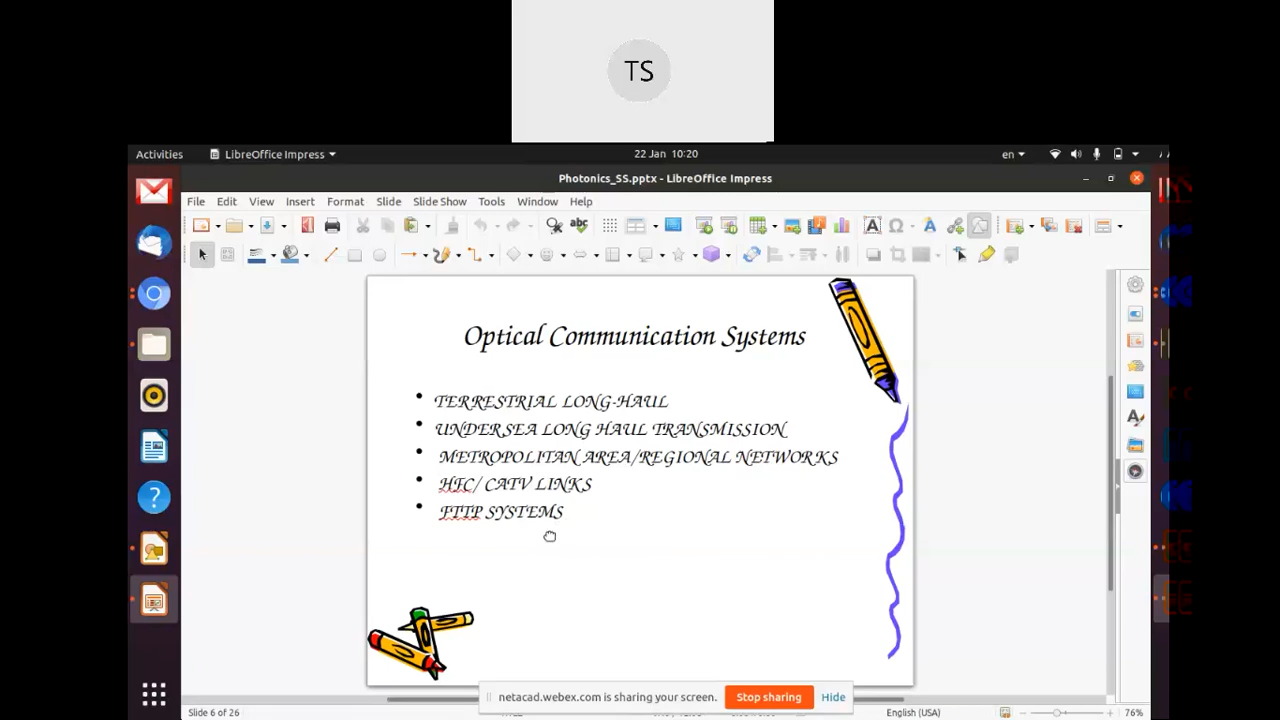 TS
Activities
LibreOffice Impress
22 Jan 10:20
en
Photonics_SS.pptx - LibreOffice Impress
File Edit View Insert Format Slide Slide Show Tools Window Help
Optical Communication Systems
• TERRESTRIAL LONG-HAUL
• UNDERSEA LONG HAUL TRANSMISSION
• METROPOLITAN AREA/REGIONAL NETWORKS
• HFC/ CATV LINKS
• FTTP SYSTEMS
netacad.webex.com is sharing your screen. Stop sharing Hide
Slide 6 of 26
English (USA)
76%